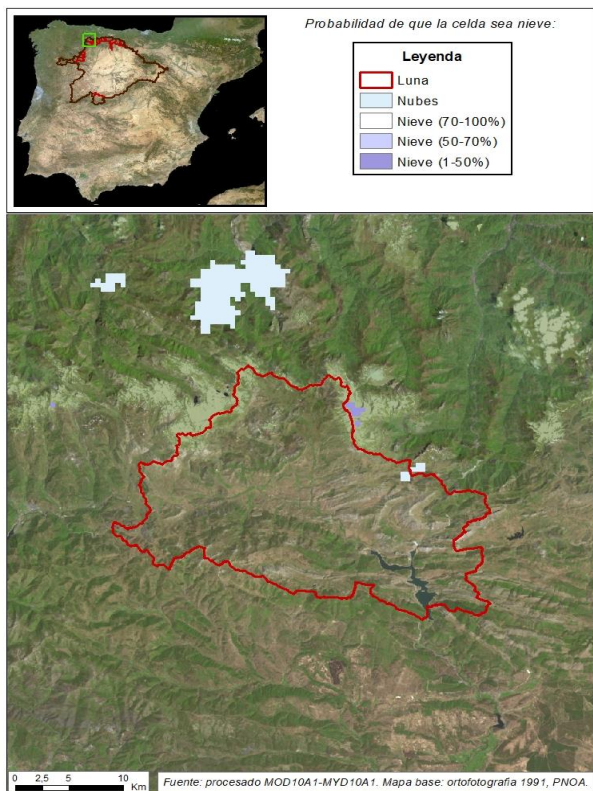 Probabilidad de que la celda sea nieve:
Leyenda
Luna
Nubes
Nieve (70-100%)
Nieve (50-70%)
Nieve (1-50%)
0 2,5 5 10
Km
Fuente: procesado MOD10A1-MYD10A1. Mapa base: ortofotografia 1991, PNOA.